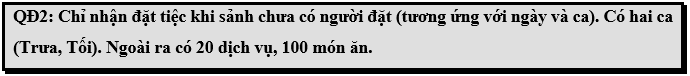 QĐ2: Chỉ nhận đặt tiệc khi sảnh chưa có người đặt (tương ứng với ngày và ca). Có hai ca
(Trưa, Tối). Ngoài ra có 20 dịch vụ, 100 món ăn.